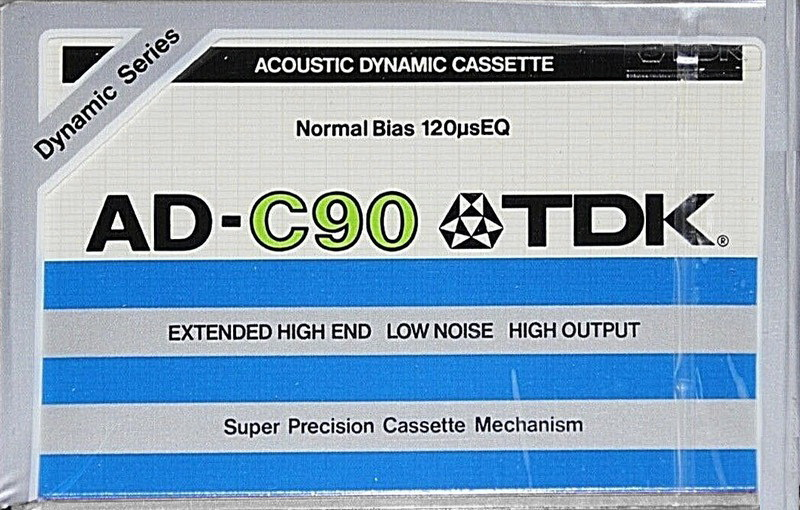 Dynamic Series
ACOUSTIC DYNAMIC CASSETTE
TDK
Normal Bias 120µsEQ
AD-C90 TDK®
EXTENDED HIGH END LOW NOISE HIGH OUTPUT
Super Precision Cassette Mechanism